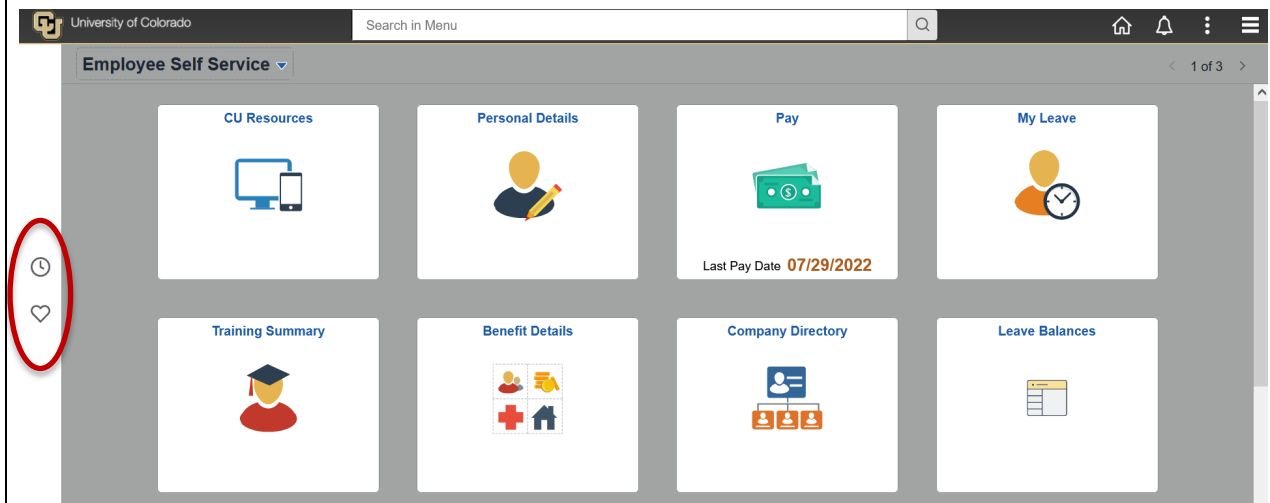 University of Colorado
Search in Menu
Employee Self Service
1 of 3
CU Resources
Personal Details
Pay
My Leave
Last Pay Date 07/29/2022
Training Summary
Benefit Details
Company Directory
Leave Balances